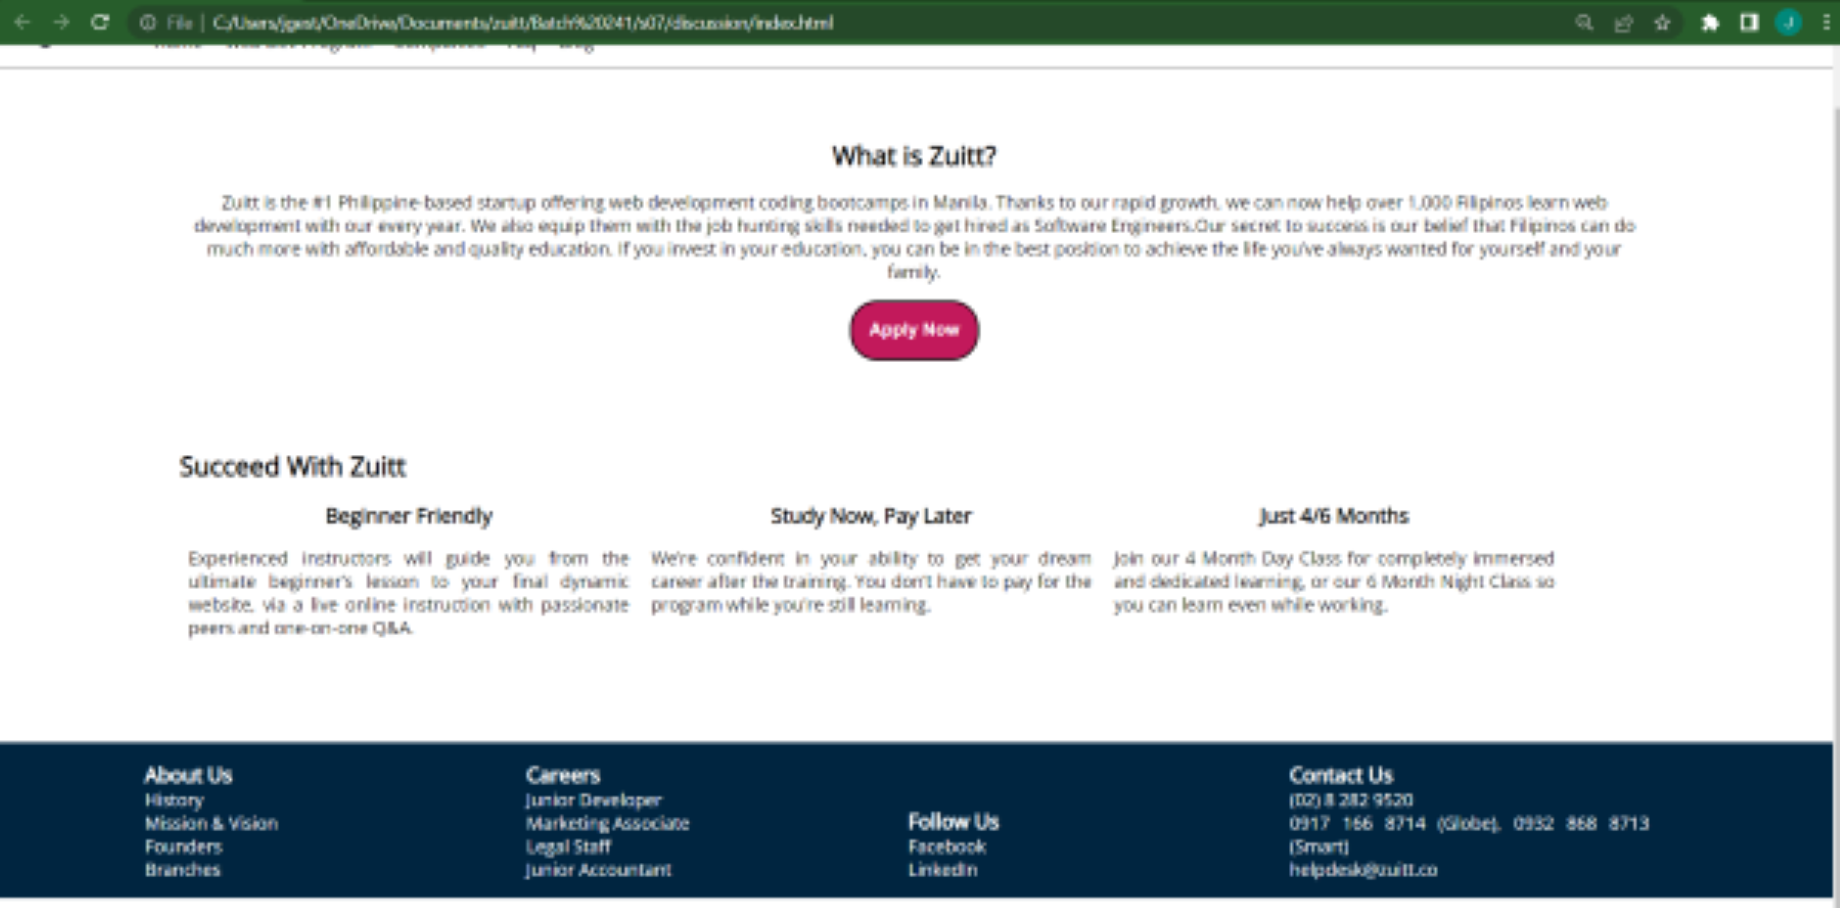 File | C:/Users/jgest/OneDrive/Documents/zuitt/Batch%20241/s07/discussion/index.html
J
What is Zuitt?
Zuitt is the #1 Philippine-based startup offering web development coding bootcamps in Manila. Thanks to our rapid growth, we can now help over 1,000 Filipinos learn web
development with our every year. We also equip them with the job hunting skills needed to get hired as Software Engineers.Our secret to success is our belief that Filipinos can do
much more with affordable and quality education. If you invest in your education, you can be in the best position to achieve the life you've always wanted for yourself and your
family.
Apply Now
Succeed With Zuitt
Beginner Friendly
Experienced instructors will guide you from the
ultimate beginner's lesson to your final dynamic
website, via a live online instruction with passionate
peers and one-on-one Q&A.
Study Now, Pay Later
We're confident in your ability to get your dream
career after the training. You don't have to pay for the
program while you're still learning.
Just 4/6 Months
Join our 4 Month Day Class for completely immersed
and dedicated learning, or our 6 Month Night Class so
you can learn even while working.
About Us
History
Mission & Vision
Founders
Branches
Careers
Junior Developer
Marketing Associate
Legal Staff
Junior Accountant
Follow Us
Facebook
LinkedIn
Contact Us
(02) 8 282 9520
0917 166 8714 (Globe), 0932 868 8713
(Smart)
helpdesk@zuitt.co